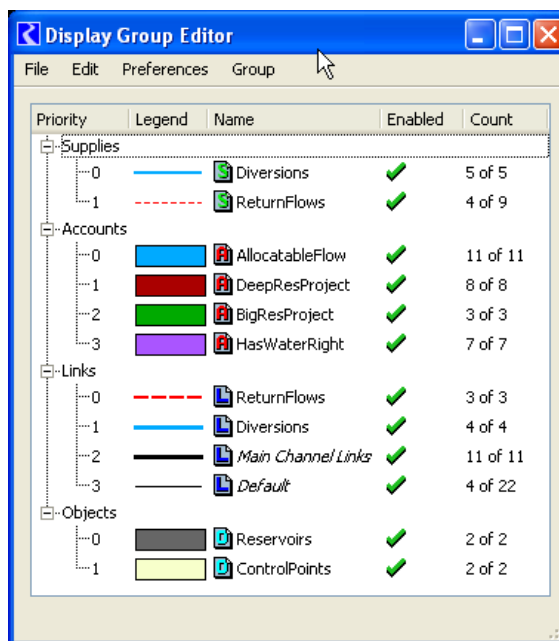 Display Group Editor
File Edit Preferences Group
Priority Legend Name Enabled Count
Supplies
0 Diversions 5 of 5
1 ReturnFlows 4 of 9
Accounts
0 AllocatableFlow 11 of 11
1 DeepResProject 8 of 8
2 BigResProject 3 of 3
3 HasWaterRight 7 of 7
Links
0 ReturnFlows 3 of 3
1 Diversions 4 of 4
2 Main Channel Links 11 of 11
3 Default 4 of 22
Objects
0 Reservoirs 2 of 2
1 ControlPoints 2 of 2